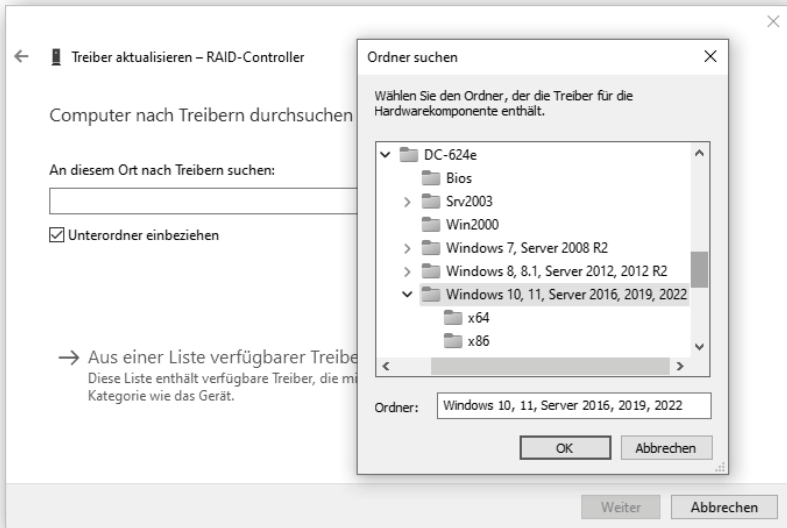 Treiber aktualisieren – RAID-Controller
Computer nach Treibern durchsuchen
An diesem Ort nach Treibern suchen:
Unterordner einbeziehen
Aus einer Liste verfügbarer Treibe
Diese Liste enthält verfügbare Treiber, die mi
Kategorie wie das Gerät.
Ordner suchen
Wählen Sie den Ordner, der die Treiber für die
Hardwarekomponente enthält.
DC-624e
Bios
Srv2003
Win2000
Windows 7, Server 2008 R2
Windows 8, 8.1, Server 2012, 2012 R2
Windows 10, 11, Server 2016, 2019, 2022
x64
x86
Ordner: Windows 10, 11, Server 2016, 2019, 2022
OK Abbrechen
Weiter Abbrechen